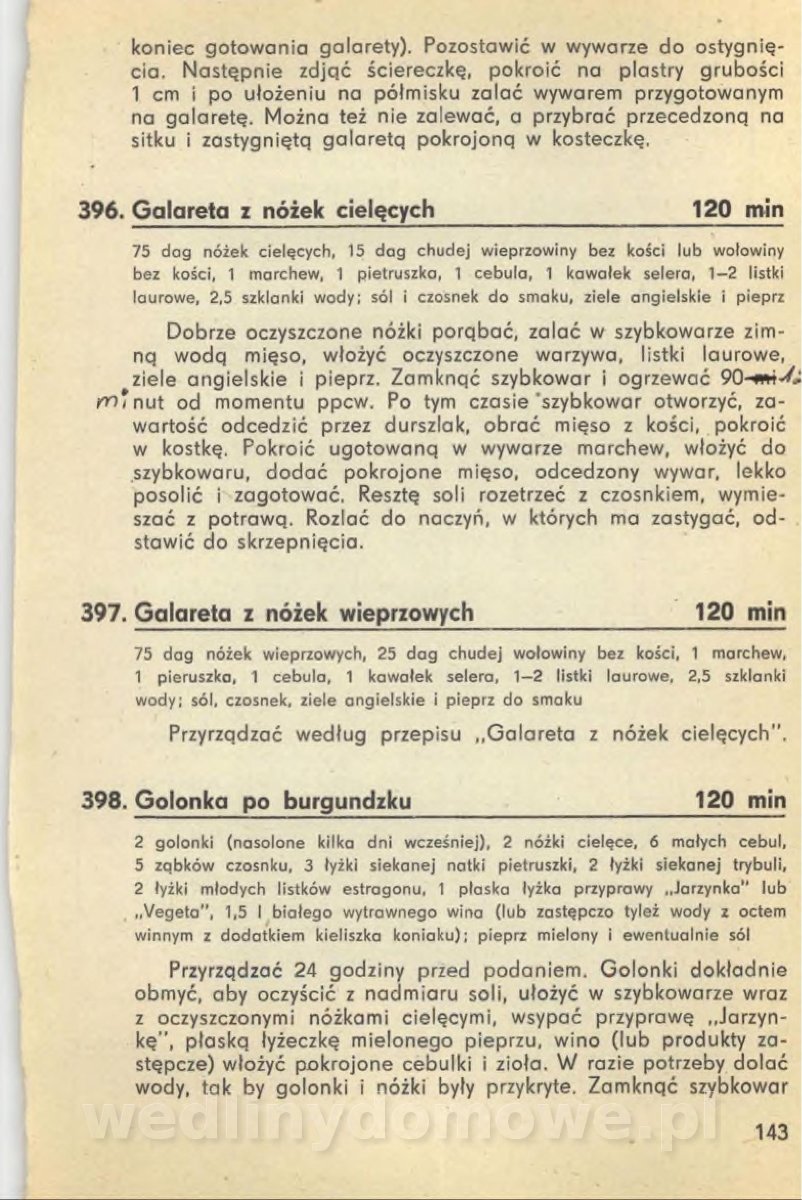 koniec gotowania galarety). Pozostawić w wywarze do ostygnię-
cia. Następnie zdjąć ściereczkę, pokroić na plastry grubości
1 cm i po ułożeniu na półmisku zalać wywarem przygotowanym
na galaretę. Można też nie zalewać, a przybrać przecedzoną na
sitku i zastygniętą galaretą pokrojoną w kosteczkę.
396. Galareta z nóżek cielęcych 120 min
75 dag nóżek cielęcych, 15 dag chudej wieprzowiny bez kości lub wołowiny
bez kości, 1 marchew, 1 pietruszka, 1 cebula, 1 kawałek selera, 1—2 listki
laurowe, 2,5 szklanki wody; sól i czosnek do smaku, ziele angielskie i pieprz
Dobrze oczyszczone nóżki porąbać, zalać w szybkowarze zim-
ną wodą mięso, włożyć oczyszczone warzywa, listki laurowe,
ziele angielskie i pieprz. Zamknąć szybkowar i ogrzewać 90 mi-
mi nut od momentu ppcw. Po tym czasie szybkowar otworzyć, za-
wartość odcedzić przez durszlak, obrać mięso z kości, pokroić
w kostkę. Pokroić ugotowaną w wywarze marchew, włożyć do
szybkowaru, dodać pokrojone mięso, odcedzony wywar, lekko
posolić i zagotować. Resztę soli rozetrzeć z czosnkiem, wymie-
szać z potrawą. Rozlać do naczyń, w których ma zastygać, od-
stawić do skrzepnięcia.
397. Galareta z nóżek wieprzowych 120 min
75 dag nóżek wieprzowych, 25 dag chudej wołowiny bez kości, 1 marchew,
1 pieruszka, 1 cebula, 1 kawałek selera, 1—2 listki laurowe, 2,5 szklanki
wody; sól, czosnek, ziele angielskie i pieprz do smaku
Przyrządzać według przepisu „Galareta z nóżek cielęcych".
398. Golonka po burgundzku 120 min
2 golonki (nasolone kilka dni wcześniej), 2 nóżki cielęce, 6 małych cebul,
5 ząbków czosnku, 3 łyżki siekanej natki pietruszki, 2 łyżki siekanej trybuli,
2 łyżki młodych listków estragonu, 1 płaska łyżka przyprawy „Jarzynka" lub
„Vegeta", 1,5 l białego wytrawnego wina (lub zastępczo tyleż wody z octem
winnym z dodatkiem kieliszka koniaku); pieprz mielony i ewentualnie sól
Przyrządzać 24 godziny przed podaniem. Golonki dokładnie
obmyć, aby oczyścić z nadmiaru soli, ułożyć w szybkowarze wraz
z oczyszczonymi nóżkami cielęcymi, wsypać przyprawę „Jarzyn-
kę", płaską łyżeczkę mielonego pieprzu, wino (lub produkty za-
stępcze) włożyć pokrojone cebulki i zioła. W razie potrzeby dolać
wody, tak by golonki i nóżki były przykryte. Zamknąć szybkowar
wedlinydomowe.pl
143